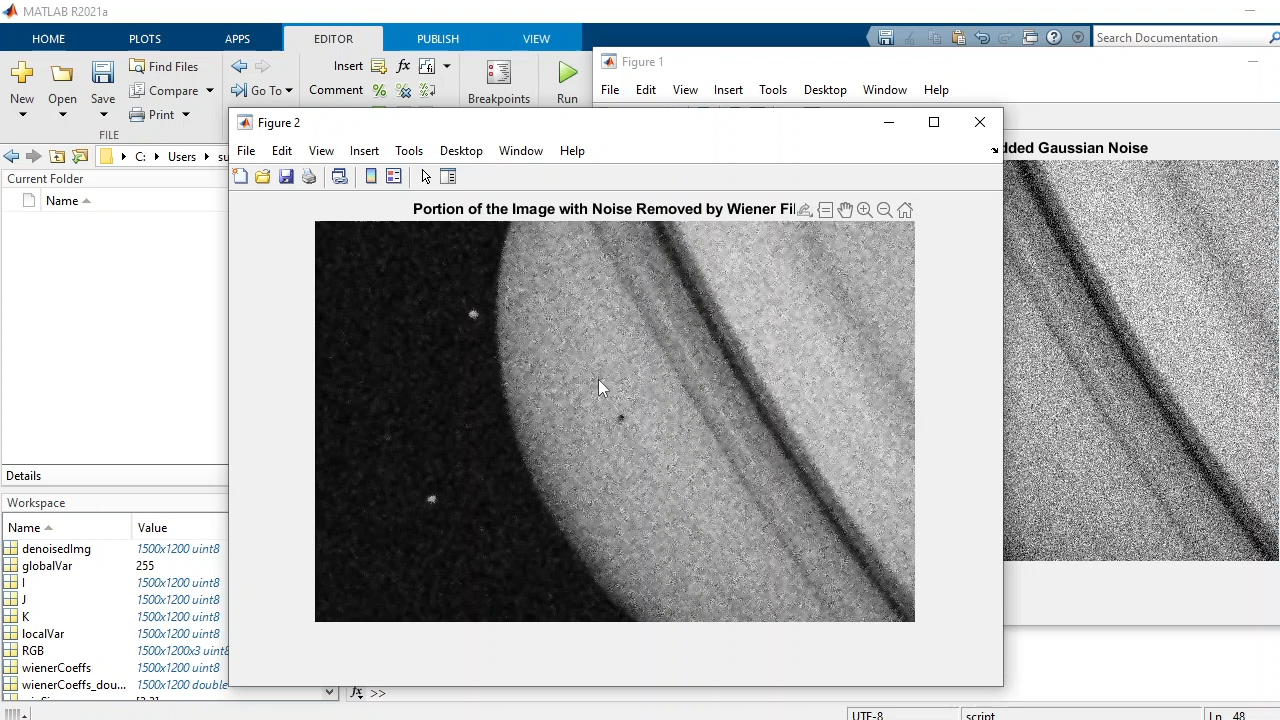 MATLAB R2021a
HOME PLOTS APPS EDITOR PUBLISH VIEW
Search Documentation
New Open Save Find Files Compare Print Go To Insert Comment fx Breakpoints Run
FILE
C: Users
Current Folder
Name
Details
Workspace
Name Value
denoisedImg 1500x1200 uint8
globalVar 255
I 1500x1200 uint8
J 1500x1200 uint8
K 1500x1200 uint8
localVar 1500x1200 uint8
RGB 1500x1200x3 uint8
wienerCoeffs 1500x1200 uint8
wienerCoeffs_dou... 1500x1200 double
Figure 1
File Edit View Insert Tools Desktop Window Help
dded Gaussian Noise
Figure 2
File Edit View Insert Tools Desktop Window Help
Portion of the Image with Noise Removed by Wiener Fil
fx >>
UTF-8 script Ln 48